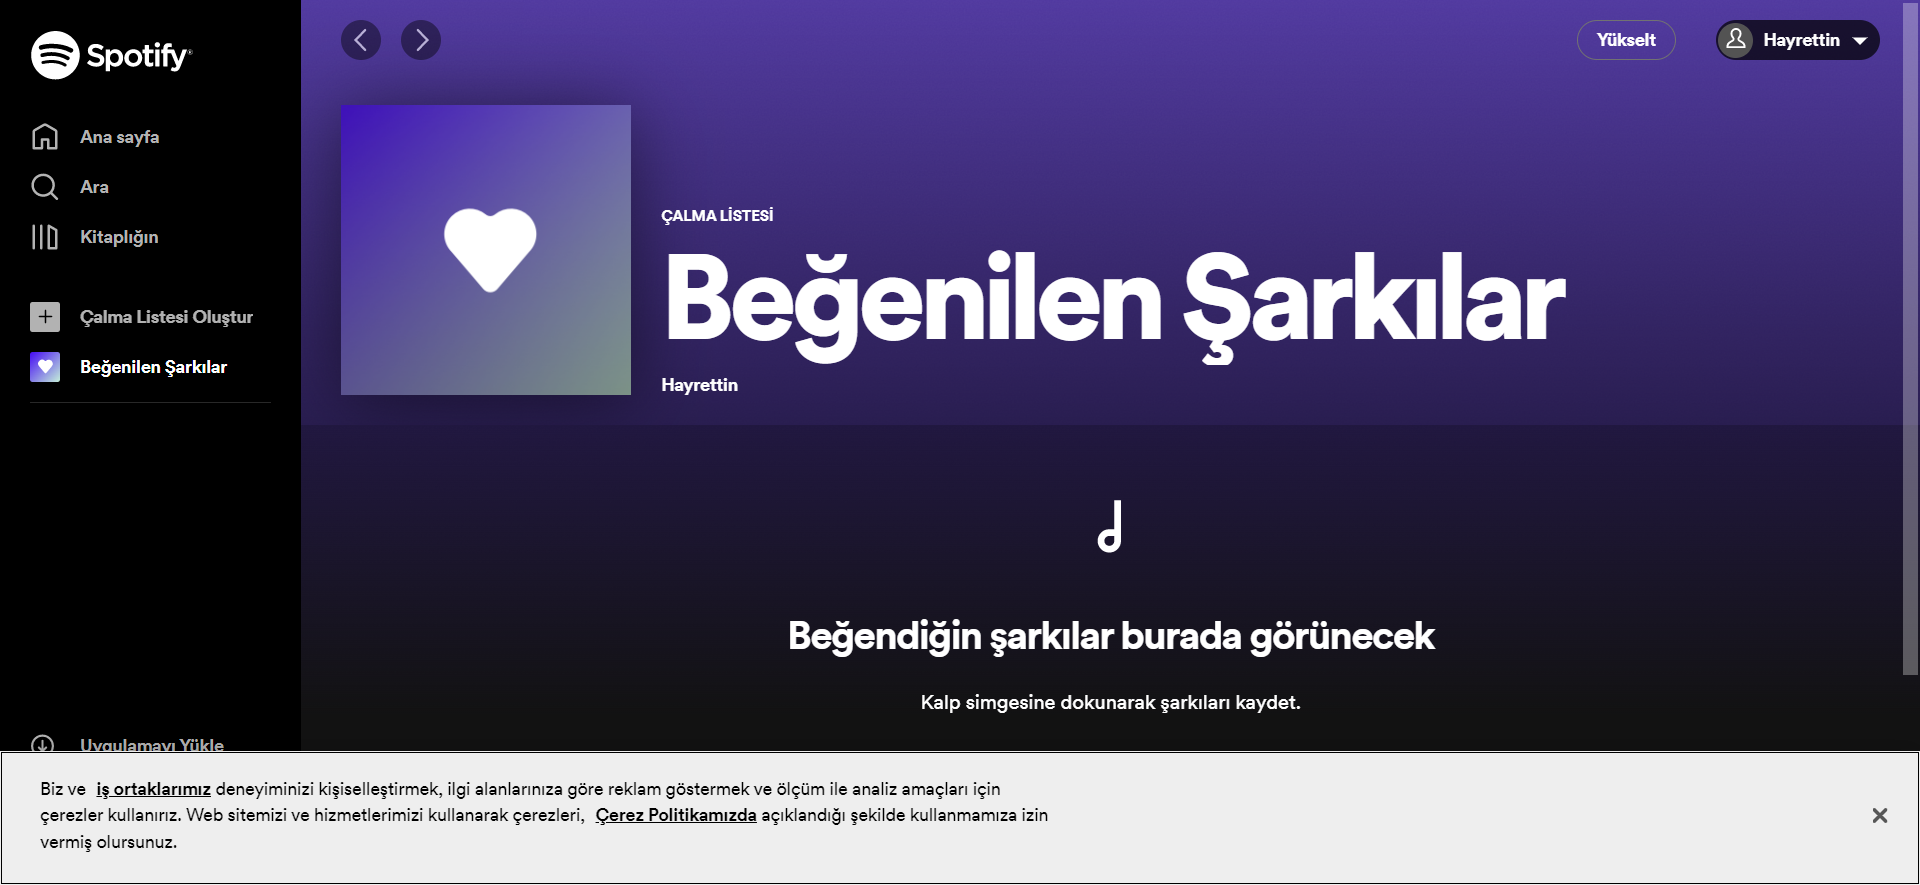 Spotify
Ana sayfa
Ara
Kitaplığın
Çalma Listesi Oluştur
Beğenilen Şarkılar
Uygulamayı Yükle
Yükselt
Hayrettin
ÇALMA LİSTESİ
Beğenilen Şarkılar
Hayrettin
Beğendiğin şarkılar burada görünecek
Kalp simgesine dokunarak şarkıları kaydet.
Biz ve iş ortaklarımız deneyiminizi kişiselleştirmek, ilgi alanlarınıza göre reklam göstermek ve ölçüm ile analiz amaçları için
çerezler kullanırız. Web sitemizi ve hizmetlerimizi kullanarak çerezleri, Çerez Politikamızda açıklandığı şekilde kullanmamıza izin
vermiş olursunuz.